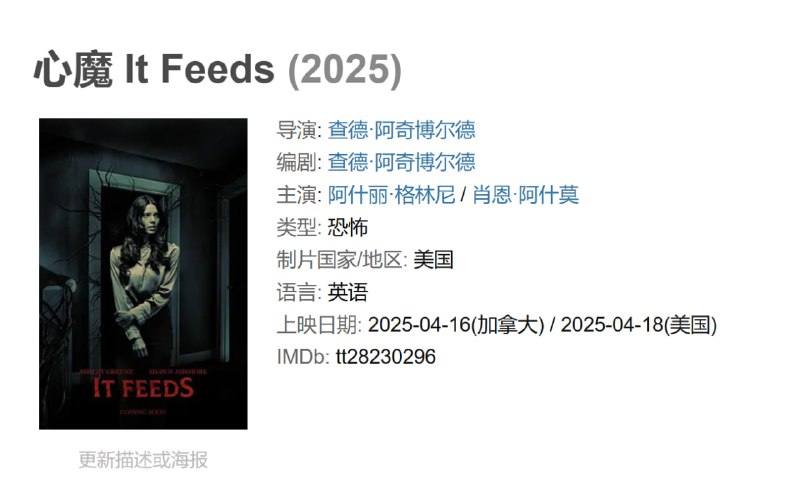 心魔 It Feeds (2025)
导演: 查德·阿奇博尔德
编剧: 查德·阿奇博尔德
主演: 阿什丽·格林尼 / 肖恩·阿什莫
类型: 恐怖
制片国家/地区: 美国
语言: 英语
上映日期: 2025-04-16(加拿大) / 2025-04-18(美国)
IMDb: tt28230296
ASHLEY GREENE SHAWN ASHMORE
IT FEEDS
COMING SOON
更新描述或海报